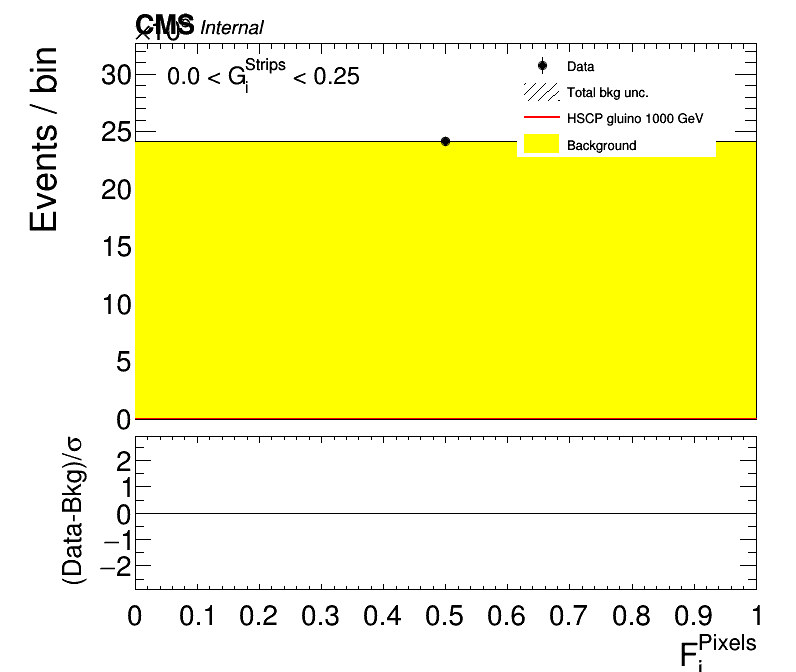 CMS Internal
0.0 < G_i^Strips < 0.25
Data
Total bkg unc.
HSCP gluino 1000 GeV
Background
Events / bin
30
25
20
15
10
5
0
(Data-Bkg)/σ
2
1
0
−1
−2
0 0.1 0.2 0.3 0.4 0.5 0.6 0.7 0.8 0.9 1
F_i^Pixels